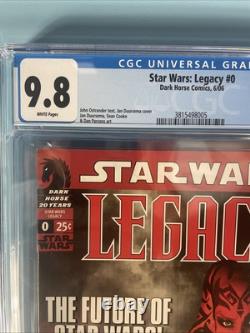 CGC UNIVERSAL GRA
9.8
WHITE Pages
Star Wars: Legacy #0
Dark Horse Comics, 6/06
John Ostrander text, Jan Duursema cover
Jan Duursema, Sean Cooke
& Dan Parsons art
3815498005
DARK HORSE 20 YEARS
STAR WARS LEGACY
0 25¢
STAR WARS
STAR WAR
LEGAC
THE FUTURE OF
STAR WARS!